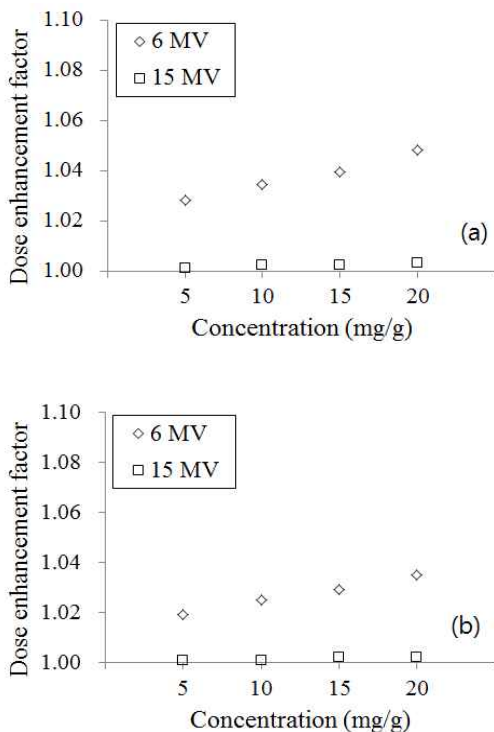 1.10
1.08
1.06
1.04
1.02
1.00
Dose enhancement factor
6 MV
15 MV
(a)
5 10 15 20
Concentration (mg/g)
1.10
1.08
1.06
1.04
1.02
1.00
Dose enhancement factor
6 MV
15 MV
(b)
5 10 15 20
Concentration (mg/g)